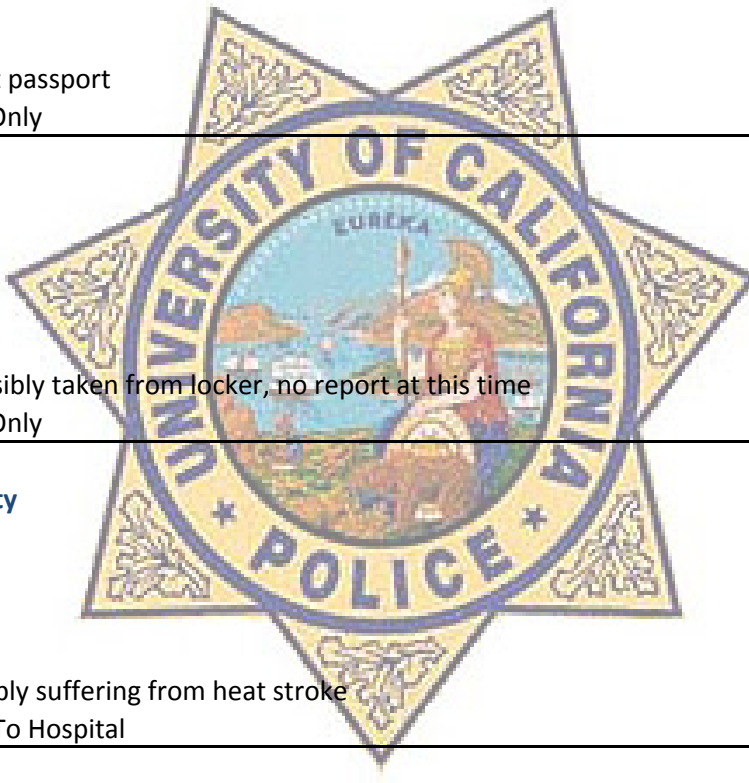 t passport
Only
UNIVERSITY OF CALIFORNIA
EUREKA
sibly taken from locker, no report at this time
Only
ty
POLICE
bly suffering from heat stroke
To Hospital